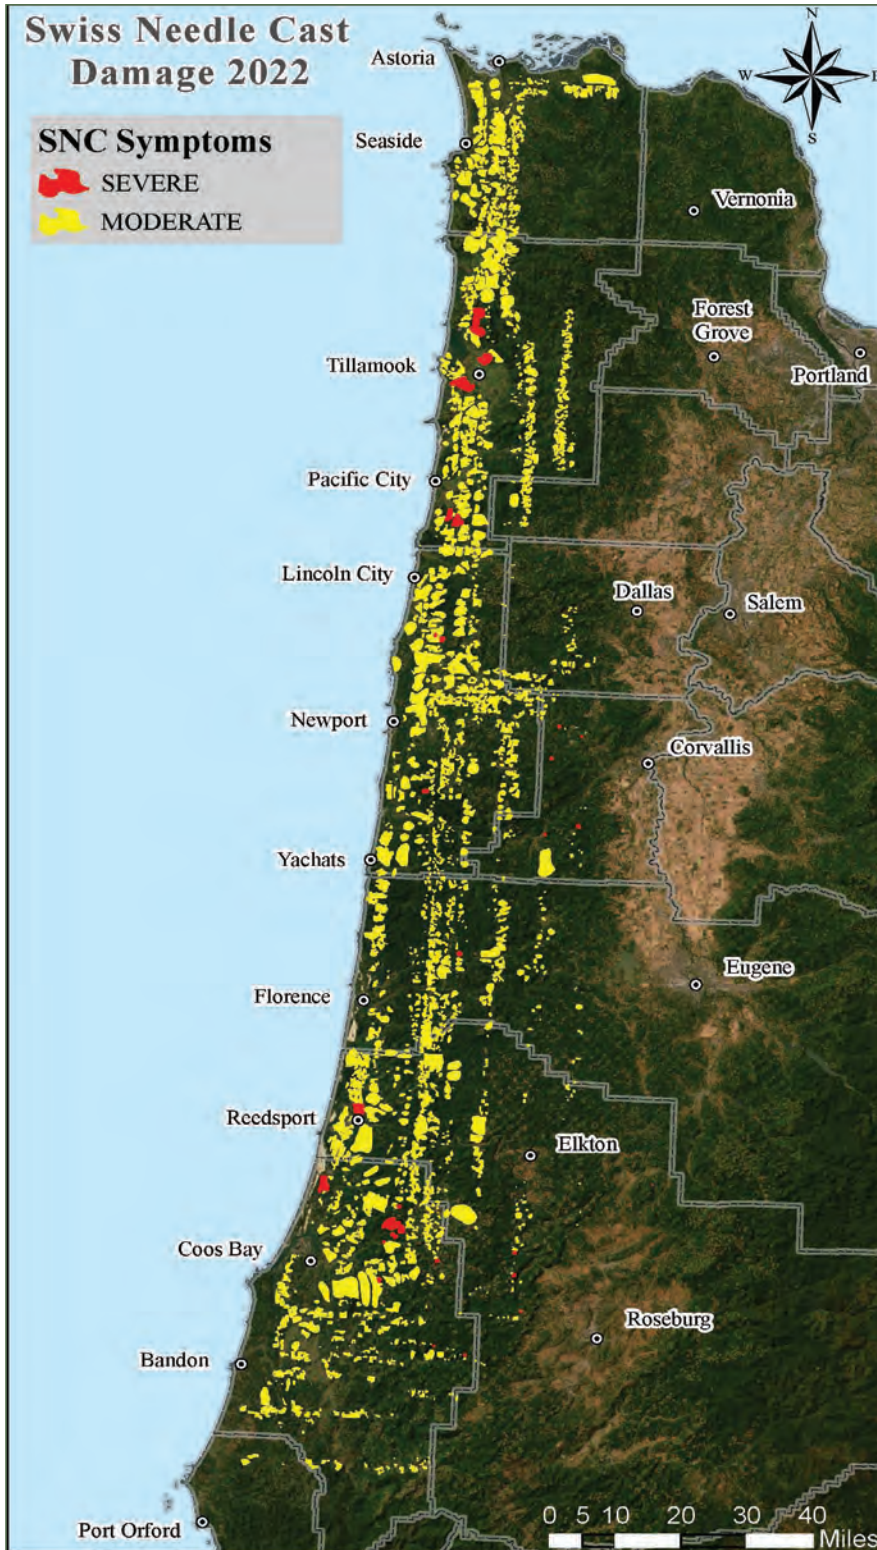 Swiss Needle Cast
Damage 2022
SNC Symptoms
SEVERE
MODERATE
N
W
E
S
Astoria
Seaside
Vernonia
Forest
Grove
Portland
Tillamook
Pacific City
Lincoln City
Dallas
Salem
Newport
Corvallis
Yachats
Eugene
Florence
Reedsport
Elkton
Coos Bay
Roseburg
Bandon
Port Orford
0 5 10 20 30 40
Miles